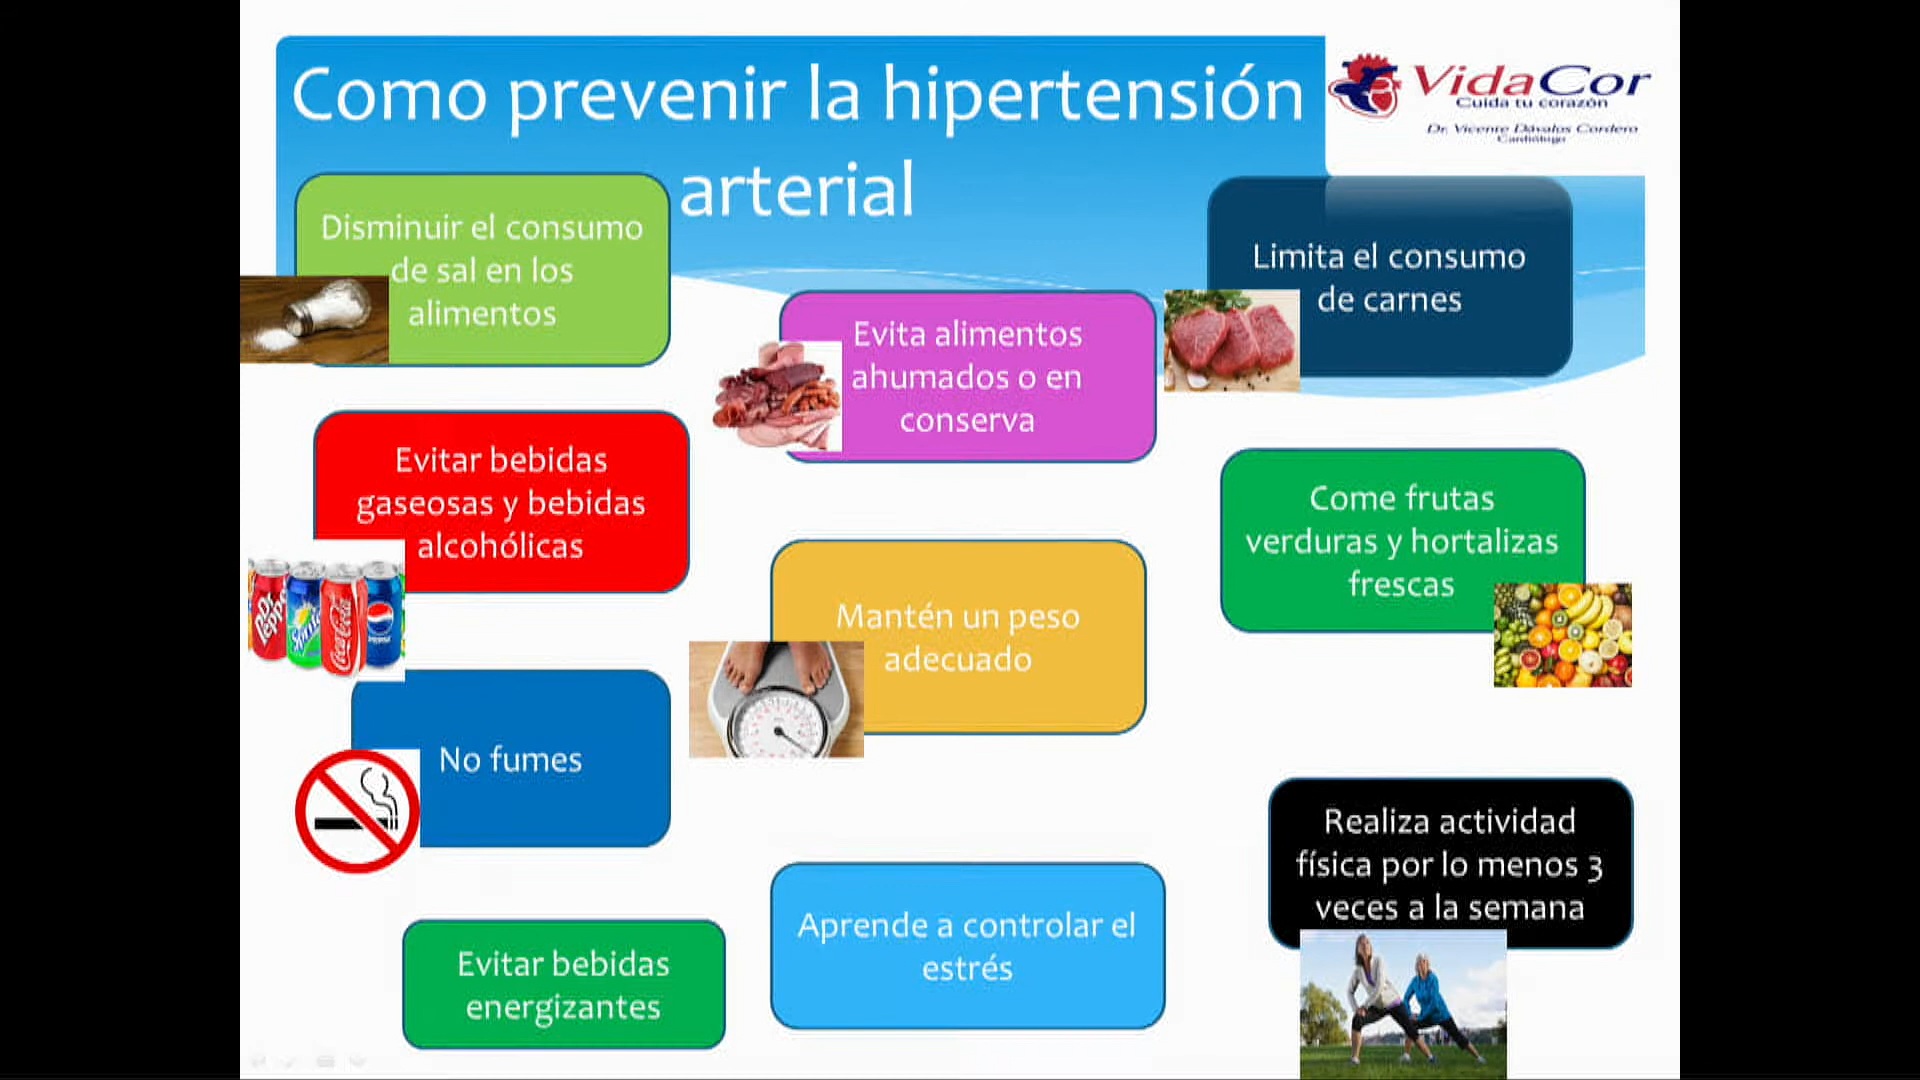 Como prevenir la hipertensión
arterial
VidaCor
Cuida tu corazón
Dr. Vicente Dávalos Cordero
Cardiólogo
Disminuir el consumo
de sal en los
alimentos
Evita alimentos
ahumados o en
conserva
Limita el consumo
de carnes
Evitar bebidas
gaseosas y bebidas
alcohólicas
Come frutas
verduras y hortalizas
frescas
Mantén un peso
adecuado
No fumes
Realiza actividad
física por lo menos 3
veces a la semana
Aprende a controlar el
estrés
Evitar bebidas
energizantes
Coca-Cola
pepsi